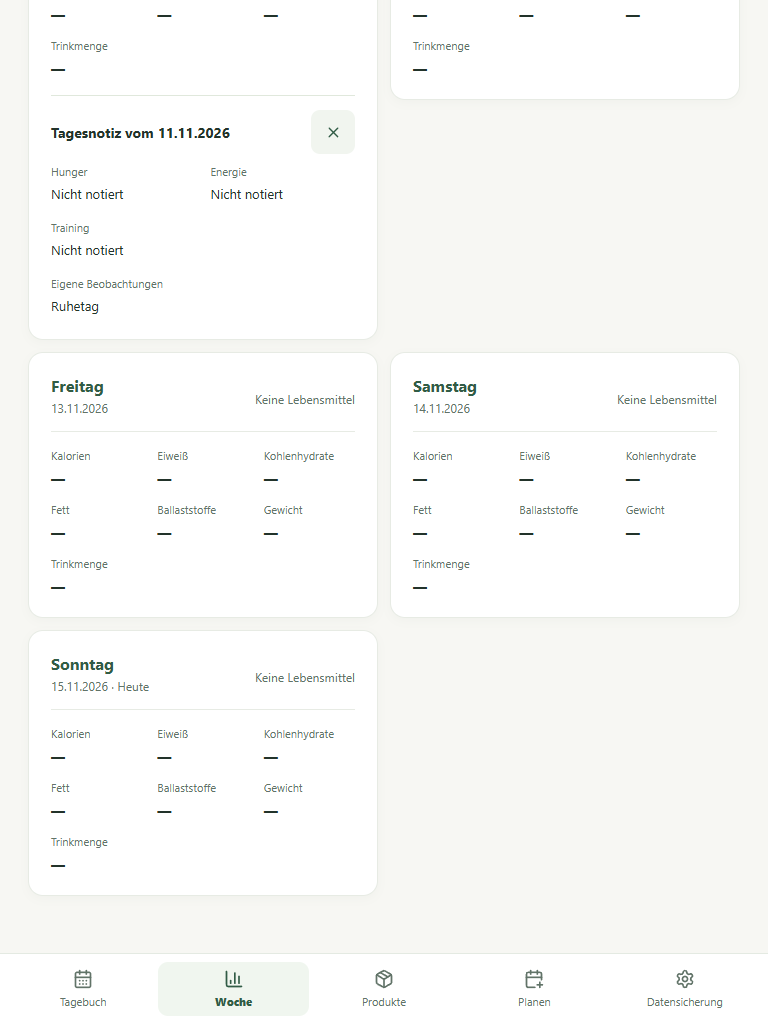 — — — — — —
Trinkmenge Trinkmenge
— —
Tagesnotiz vom 11.11.2026
Hunger Energie
Nicht notiert Nicht notiert
Training
Nicht notiert
Eigene Beobachtungen
Ruhetag
Freitag
13.11.2026
Keine Lebensmittel
Kalorien Eiweiß Kohlenhydrate
— — —
Fett Ballaststoffe Gewicht
— — —
Trinkmenge
—
Samstag
14.11.2026
Keine Lebensmittel
Kalorien Eiweiß Kohlenhydrate
— — —
Fett Ballaststoffe Gewicht
— — —
Trinkmenge
—
Sonntag
15.11.2026 · Heute
Keine Lebensmittel
Kalorien Eiweiß Kohlenhydrate
— — —
Fett Ballaststoffe Gewicht
— — —
Trinkmenge
—
Tagebuch Woche Produkte Planen Datensicherung